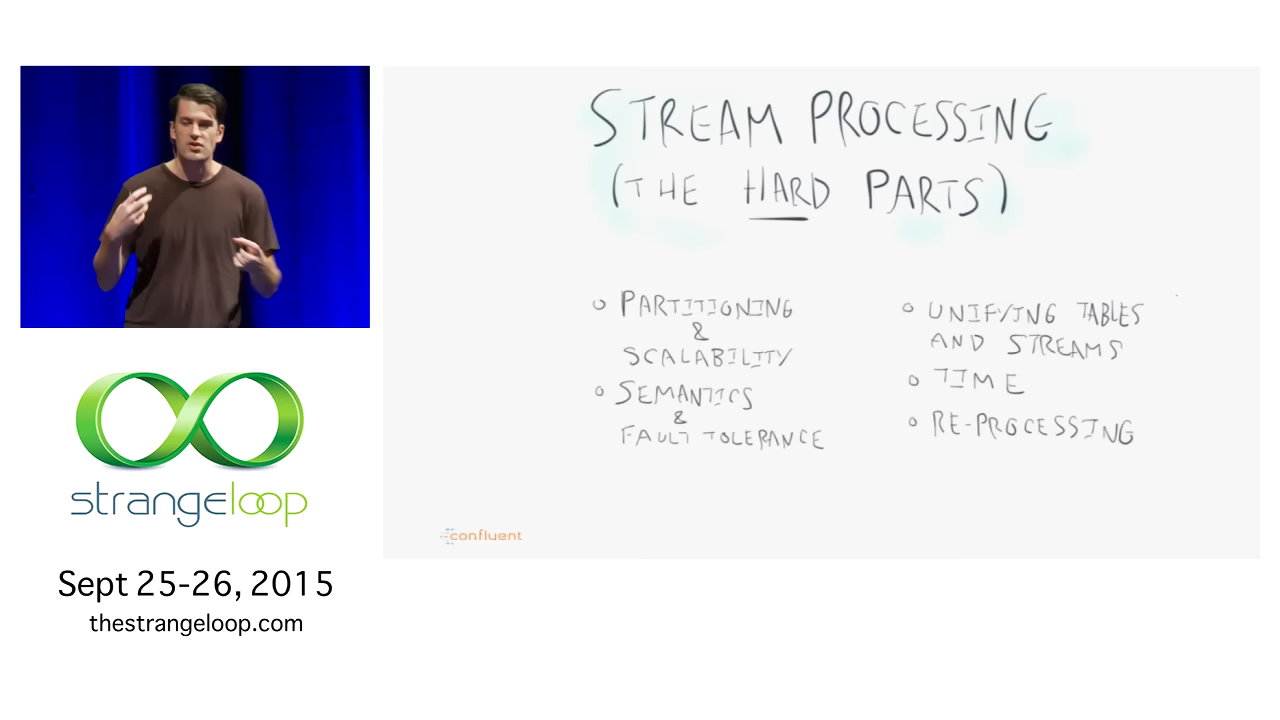 STREAM PROCESSING
(THE HARD PARTS)
o PARTITIONING
&
SCALABILITY
o SEMANTICS
&
FAULT TOLERANCE
o UNIFYING TABLES
AND STREAMS
o TIME
o RE-PROCESSING
confluent
strangeloop
Sept 25-26, 2015
thestrangeloop.com